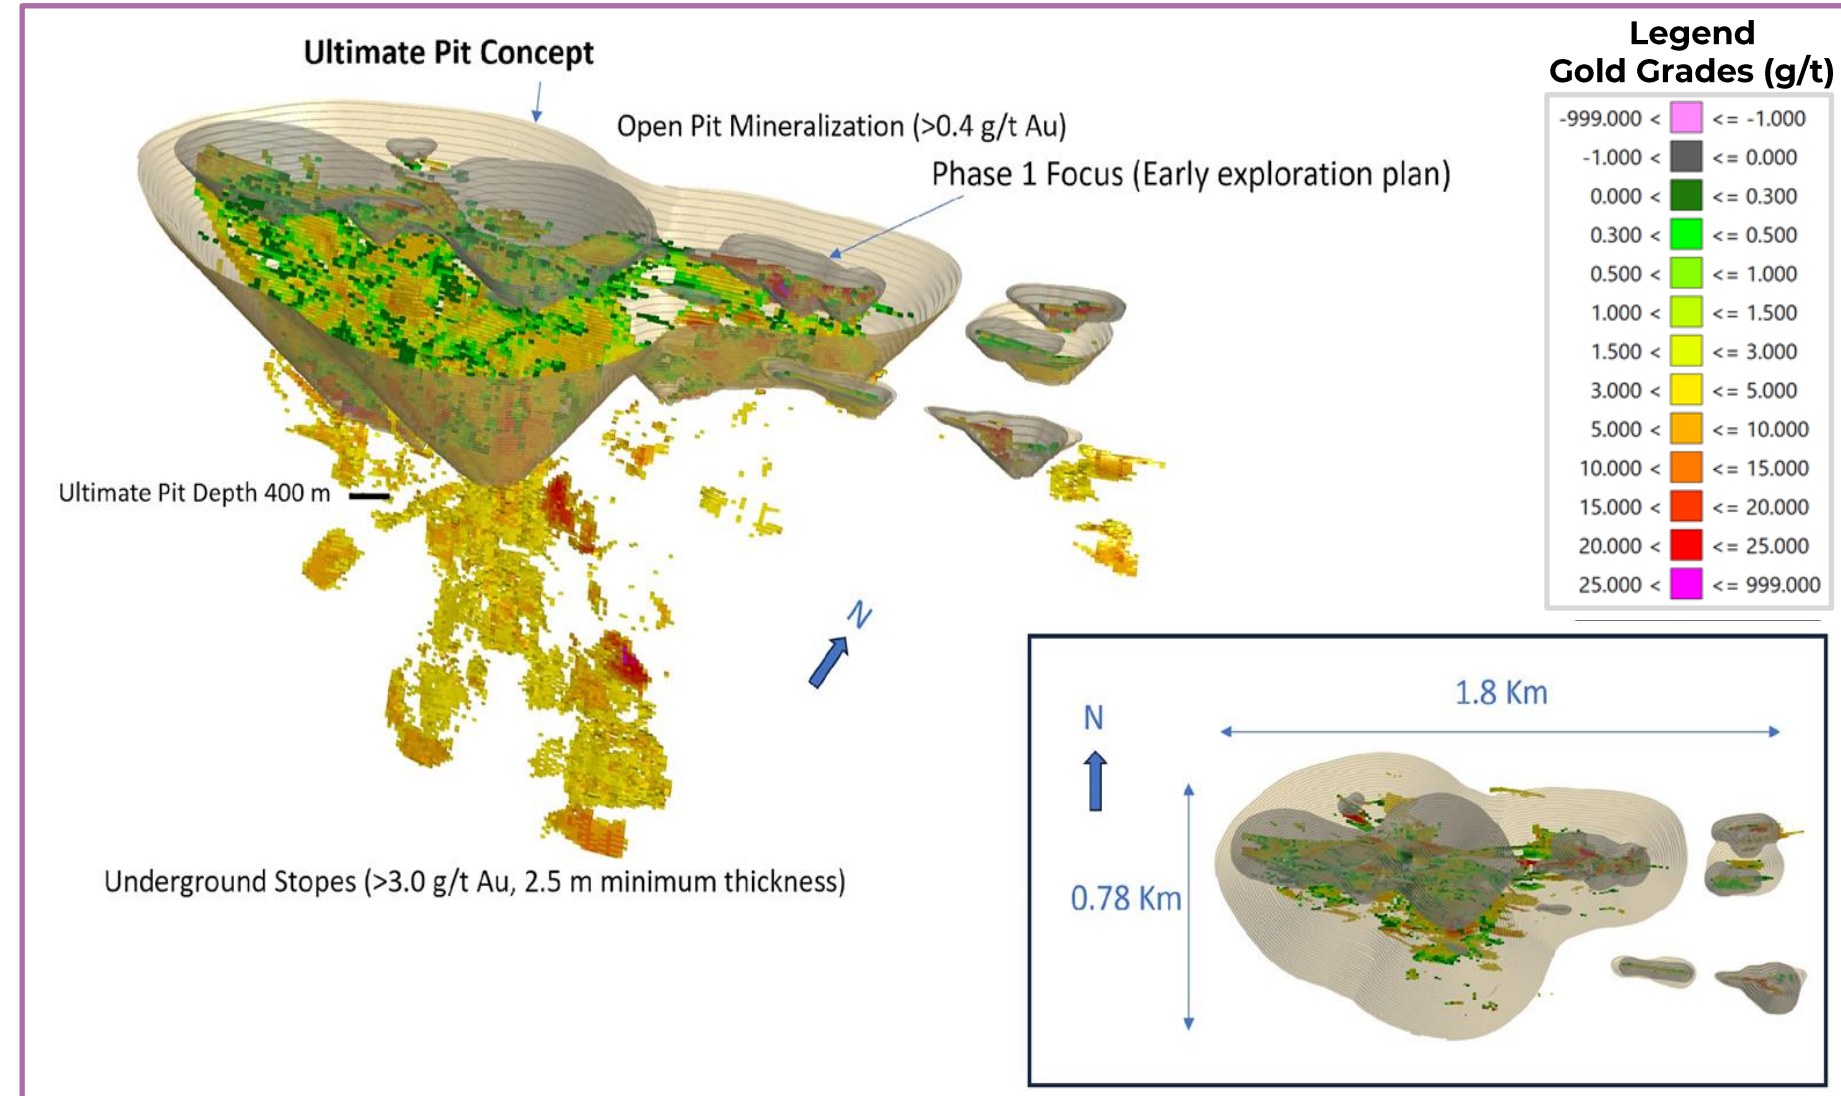 Ultimate Pit Concept
Open Pit Mineralization (>0.4 g/t Au)
Phase 1 Focus (Early exploration plan)
Ultimate Pit Depth 400 m
N
Underground Stopes (>3.0 g/t Au, 2.5 m minimum thickness)
Legend
Gold Grades (g/t)
-999.000 < <= -1.000
-1.000 < <= 0.000
0.000 < <= 0.300
0.300 < <= 0.500
0.500 < <= 1.000
1.000 < <= 1.500
1.500 < <= 3.000
3.000 < <= 5.000
5.000 < <= 10.000
10.000 < <= 15.000
15.000 < <= 20.000
20.000 < <= 25.000
25.000 < <= 999.000
1.8 Km
N
0.78 Km